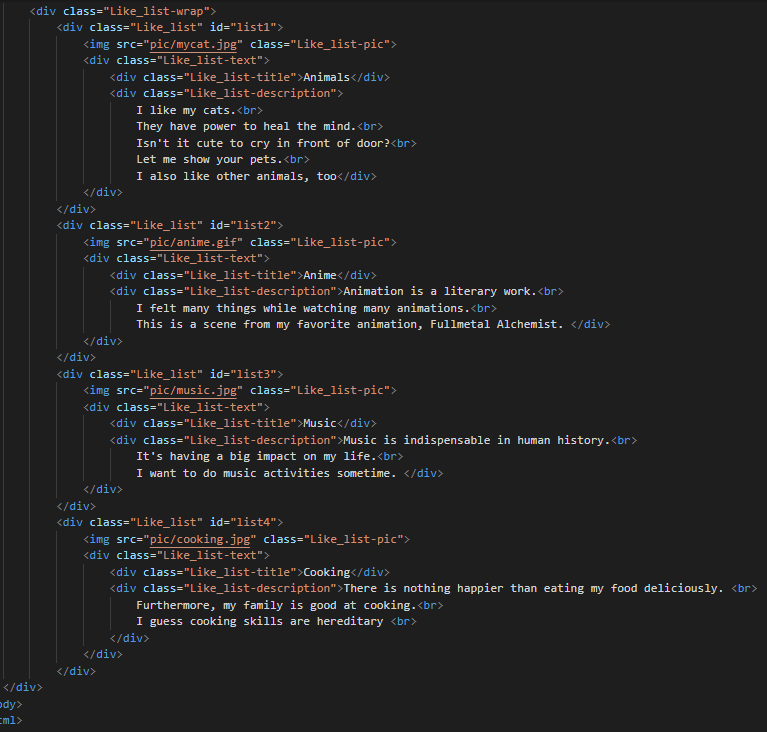 <div class="Like_list-wrap">
<div class="Like_list" id="list1">
<img src="pic/mycat.jpg" class="Like_list-pic">
<div class="Like_list-text">
<div class="Like_list-title">Animals</div>
<div class="Like_list-description">
I like my cats.<br>
They have power to heal the mind.<br>
Isn't it cute to cry in front of door?<br>
Let me show your pets.<br>
I also like other animals, too</div>
</div>
</div>
<div class="Like_list" id="list2">
<img src="pic/anime.gif" class="Like_list-pic">
<div class="Like_list-text">
<div class="Like_list-title">Anime</div>
<div class="Like_list-description">Animation is a literary work.<br>
I felt many things while watching many animations.<br>
This is a scene from my favorite animation, Fullmetal Alchemist. </div>
</div>
</div>
<div class="Like_list" id="list3">
<img src="pic/music.jpg" class="Like_list-pic">
<div class="Like_list-text">
<div class="Like_list-title">Music</div>
<div class="Like_list-description">Music is indispensable in human history.<br>
It's having a big impact on my life.<br>
I want to do music activities sometime. </div>
</div>
</div>
<div class="Like_list" id="list4">
<img src="pic/cooking.jpg" class="Like_list-pic">
<div class="Like_list-text">
<div class="Like_list-title">Cooking</div>
<div class="Like_list-description">There is nothing happier than eating my food deliciously. <br>
Furthermore, my family is good at cooking.<br>
I guess cooking skills are hereditary <br>
</div>
</div>
</div>
</div>
ody>
tml>